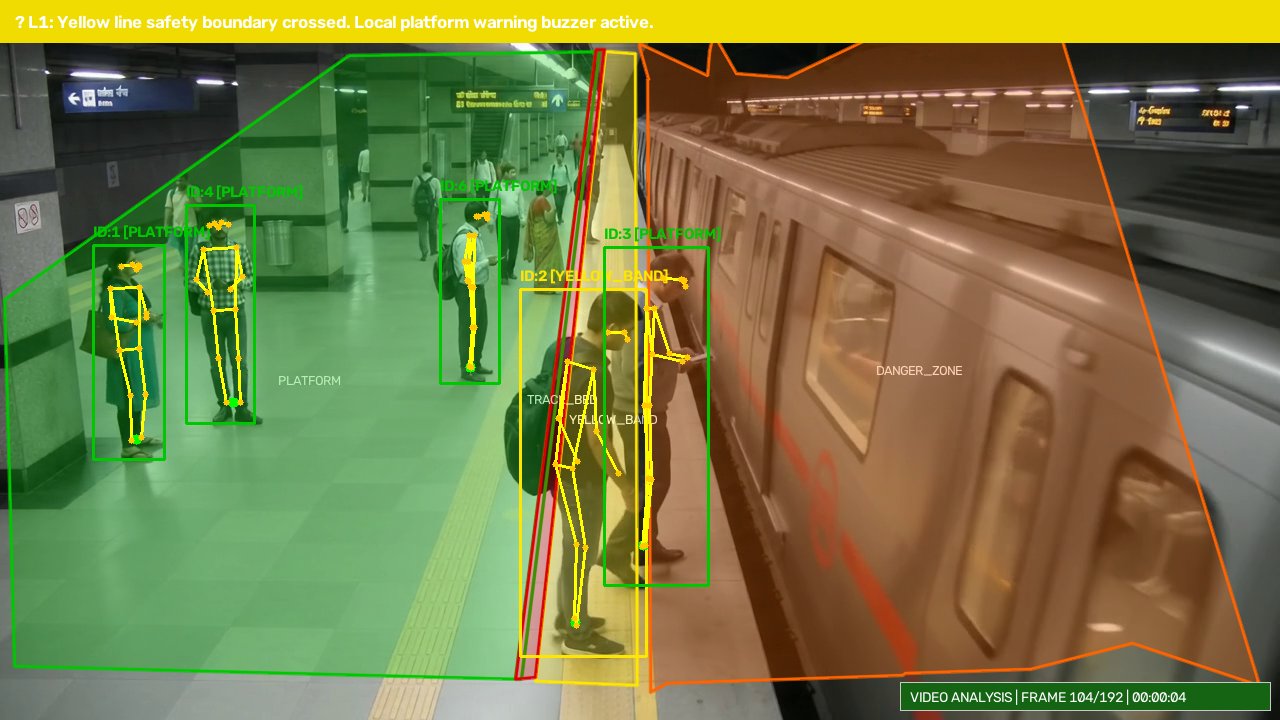 ? L1: Yellow line safety boundary crossed. Local platform warning buzzer active.
ID:4 [PLATFORM]
ID:6 [PLATFORM]
ID:1 [PLATFORM
ID:3 [PLATFORM]
ID:2 [YELLOW_BAND]
PLATFORM
DANGER_ZONE
TRACK_BED
YELLOW_BAND
VIDEO ANALYSIS | FRAME 104/192 | 00:00:04